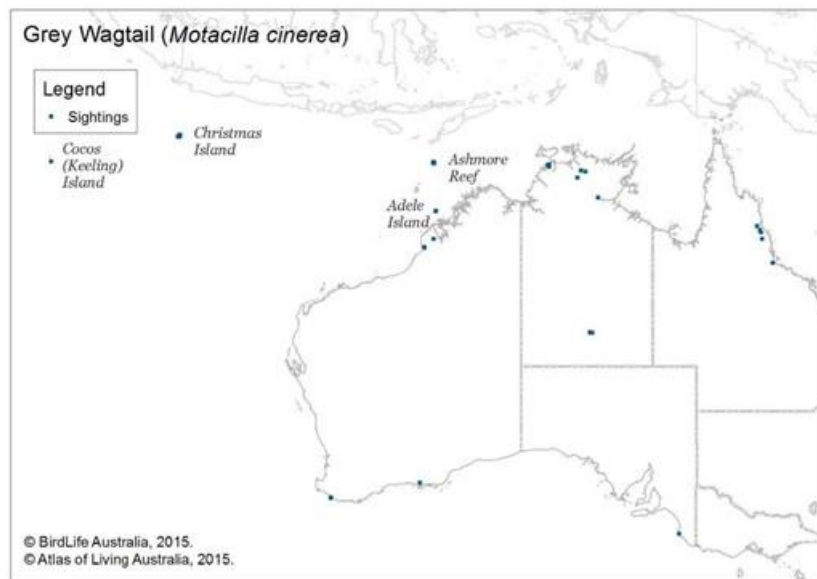 Grey Wagtail (Motacilla cinerea)
Legend
Sightings
Cocos
(Keeling)
Island
Christmas
Island
Ashmore
Reef
Adele
Island
© BirdLife Australia, 2015.
© Atlas of Living Australia, 2015.